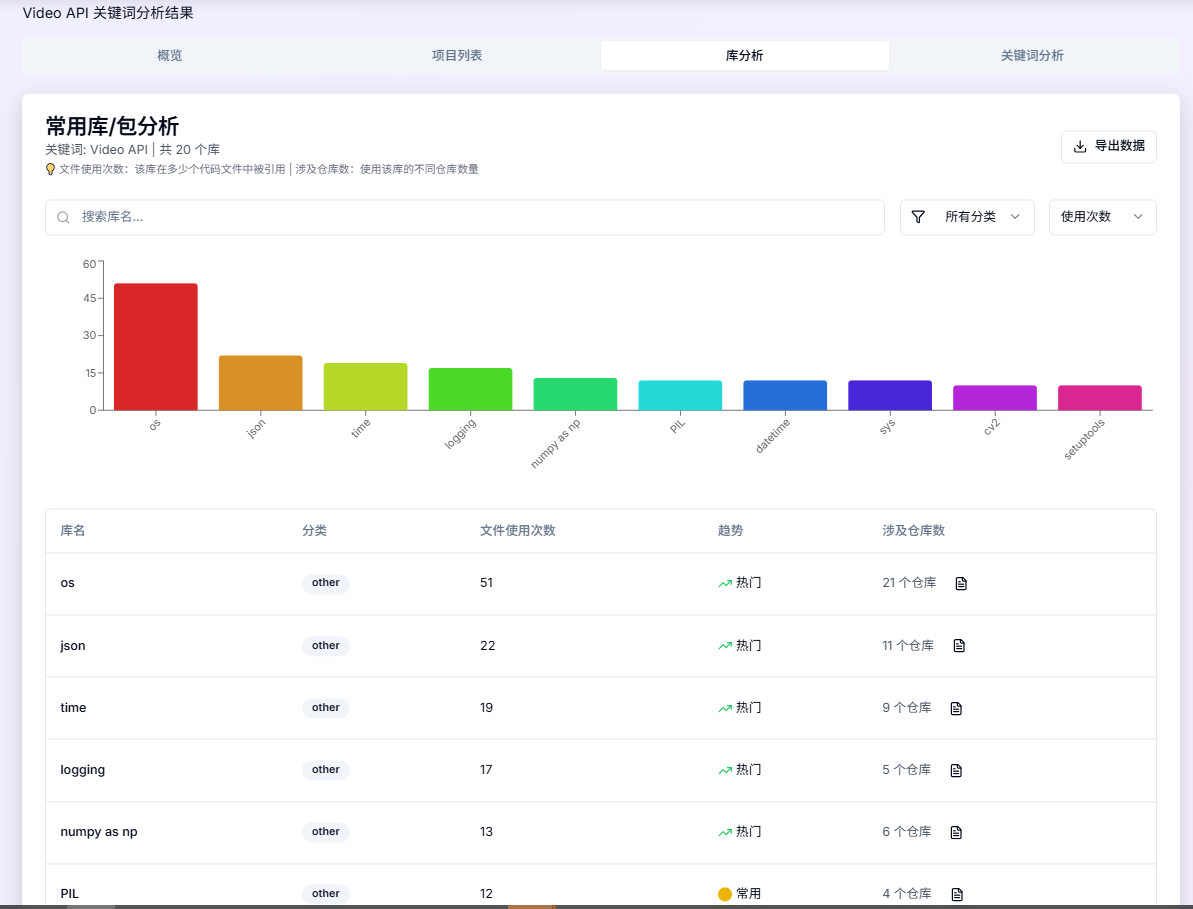 Video API 关键词分析结果
概览 项目列表 库分析 关键词分析
常用库/包分析
关键词: Video API | 共 20 个库
文件使用次数：该库在多少个代码文件中被引用 | 涉及仓库数：使用该库的不同仓库数量
导出数据
搜索库名... 所有分类 使用次数
60
45
30
15
0
os json time logging numpy as np PIL datetime sys cv2 setuptools
库名 分类 文件使用次数 趋势 涉及仓库数
os other 51 热门 21 个仓库
json other 22 热门 11 个仓库
time other 19 热门 9 个仓库
logging other 17 热门 5 个仓库
numpy as np other 13 热门 6 个仓库
PIL other 12 常用 4 个仓库